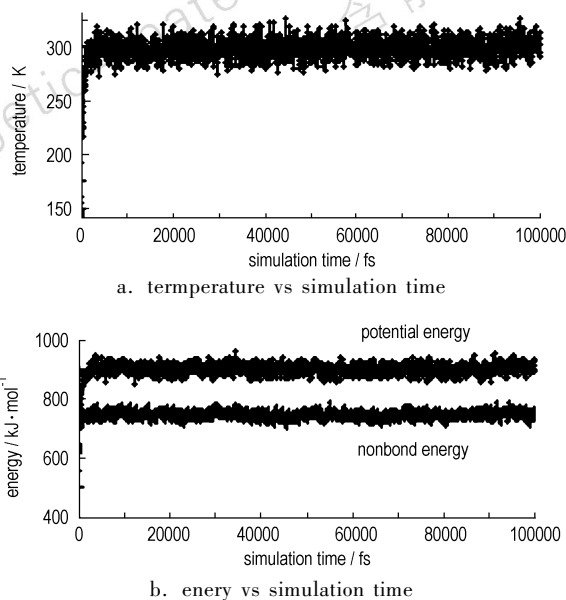 300
250
200
150
temperature / K
0 20000 40000 60000 80000 100000
simulation time / fs
a. termperature vs simulation time
1000
800
600
400
energy / kJ·mol⁻¹
potential energy
nonbond energy
0 20000 40000 60000 80000 100000
simulation time / fs
b. enery vs simulation time